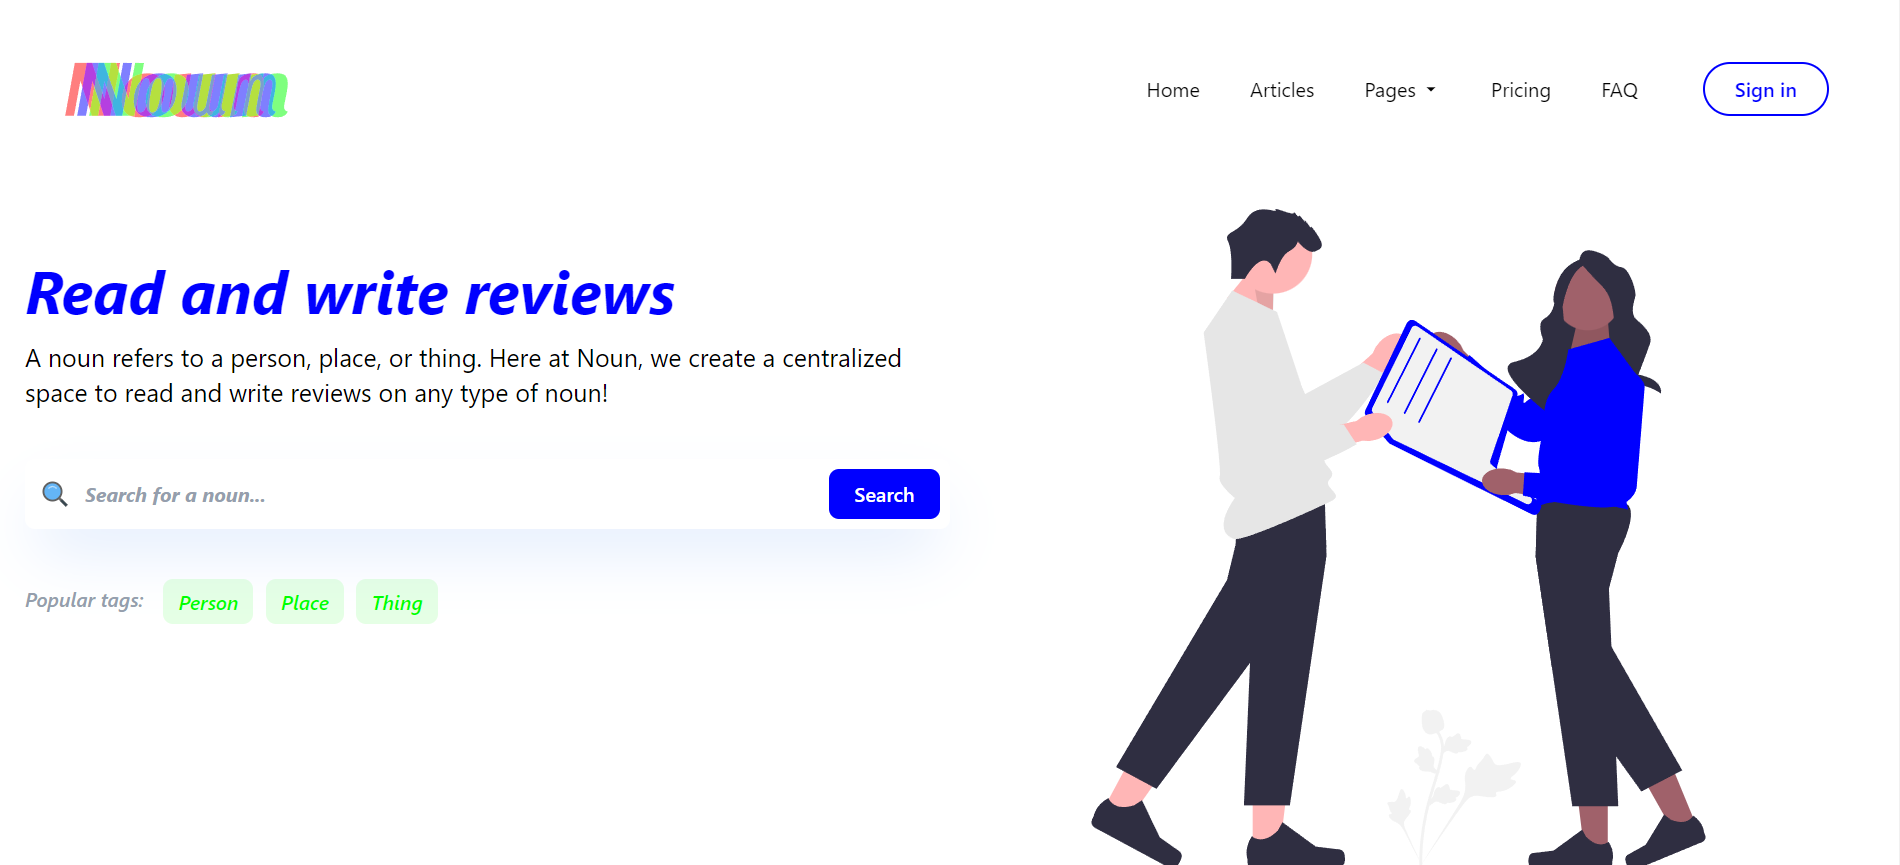 Noun
Home
Articles
Pages
Pricing
FAQ
Sign in
Read and write reviews
A noun refers to a person, place, or thing. Here at Noun, we create a centralized
space to read and write reviews on any type of noun!
Search for a noun...
Search
Popular tags:
Person
Place
Thing